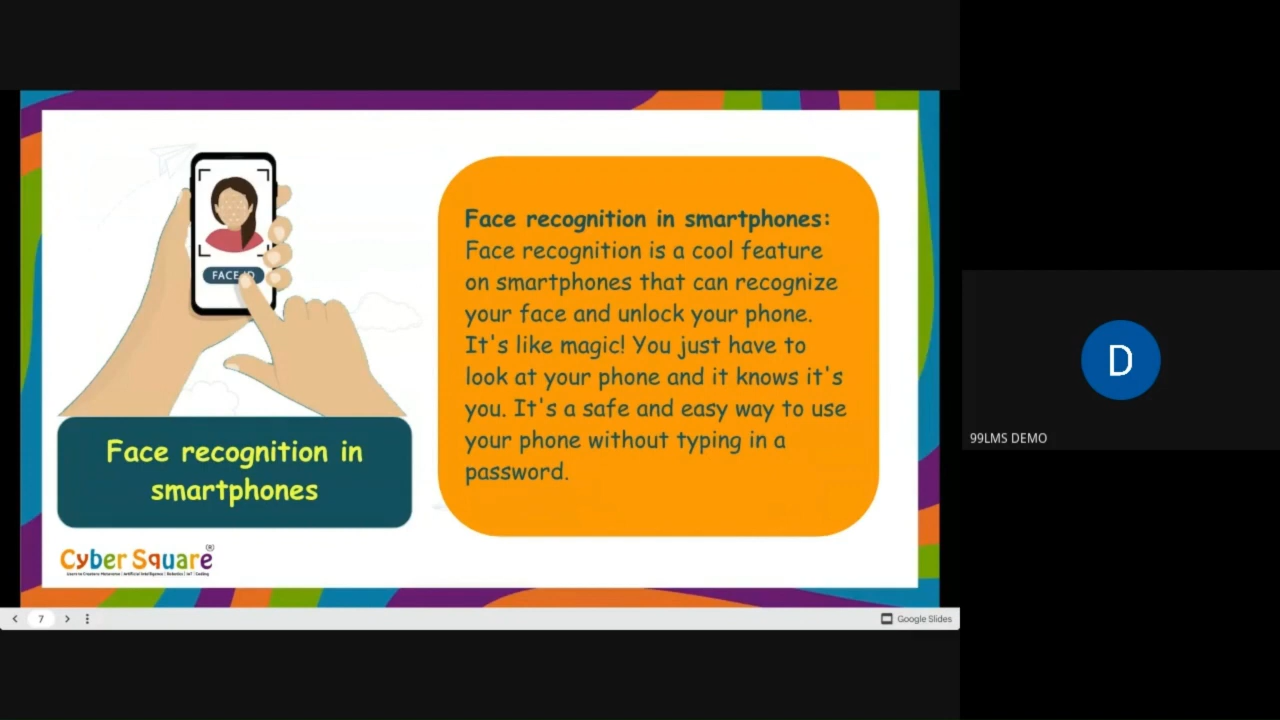 FACE ID
Face recognition in
smartphones
Face recognition in smartphones:
Face recognition is a cool feature
on smartphones that can recognize
your face and unlock your phone.
It's like magic! You just have to
look at your phone and it knows it's
you. It's a safe and easy way to use
your phone without typing in a
password.
Cyber Square
7
Google Slides
D
99LMS DEMO